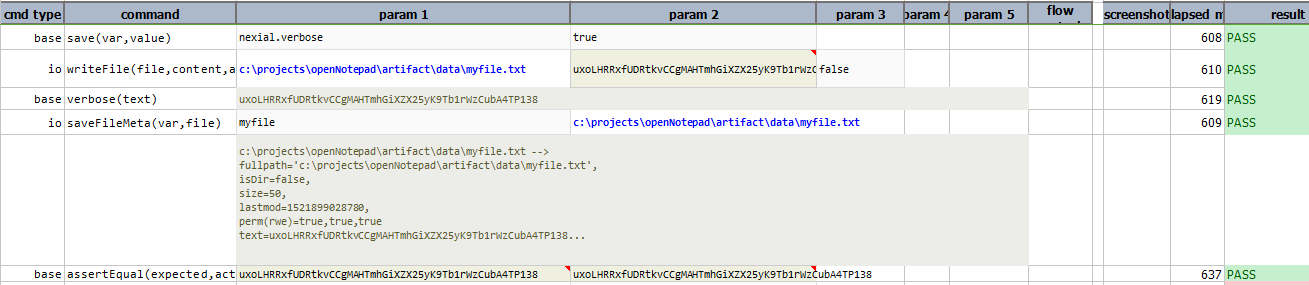 cmd type command param 1 param 2 param 3 param 4 param 5 flow screenshot lapsed m result
base save(var,value) nexial.verbose true 608 PASS
io writeFile(file,content,a c:\projects\openNotepad\artifact\data\myfile.txt uxoLHRRxfUDRtkvCCgMAHTmhGiXZX25yK9Tb1rWzC false 610 PASS
base verbose(text) uxoLHRRxfUDRtkvCCgMAHTmhGiXZX25yK9Tb1rWzCubA4TP138 619 PASS
io saveFileMeta(var,file) myfile c:\projects\openNotepad\artifact\data\myfile.txt 609 PASS
c:\projects\openNotepad\artifact\data\myfile.txt -->
fullpath='c:\projects\openNotepad\artifact\data\myfile.txt',
isDir=false,
size=50,
lastmod=1521899028780,
perm(rwe)=true,true,true
text=uxoLHRRxfUDRtkvCCgMAHTmhGiXZX25yK9Tb1rWzCubA4TP138...
base assertEqual(expected,act uxoLHRRxfUDRtkvCCgMAHTmhGiXZX25yK9Tb1rWzCubA4TP138 uxoLHRRxfUDRtkvCCgMAHTmhGiXZX25yK9Tb1rWzCubA4TP138 637 PASS